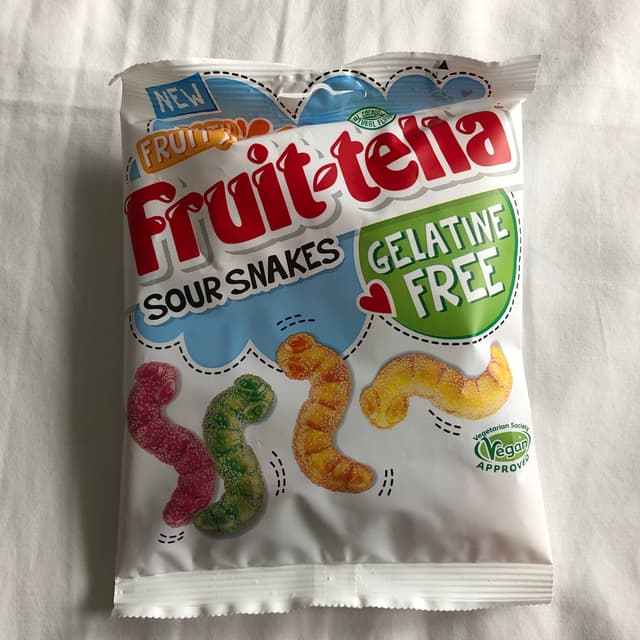 NEW
Fruit-tella
SOUR SNAKES
GELATINE
FREE
Vegetarian Society
Vegan
APPROVED